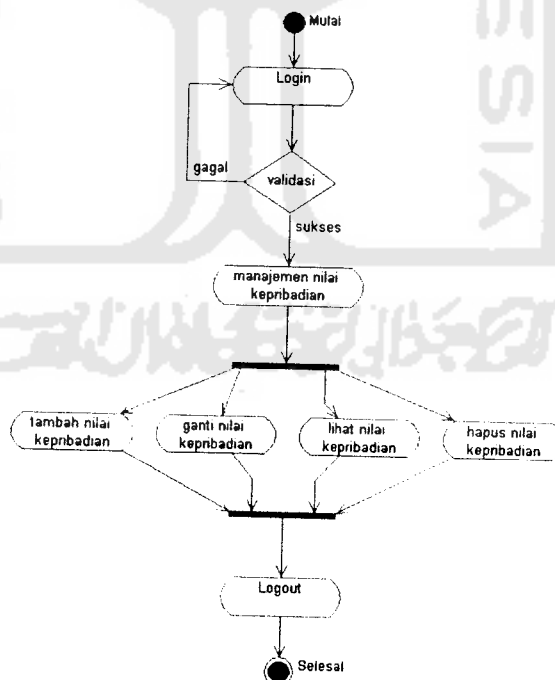 Mulai
Login
gagal
validasi
sukses
manajemen nilai
kepribadian
tambah nilai
kepribadian
ganti nilai
kepribadian
lihat nilai
kepribadian
hapus nilai
kepribadian
Logout
Selesai